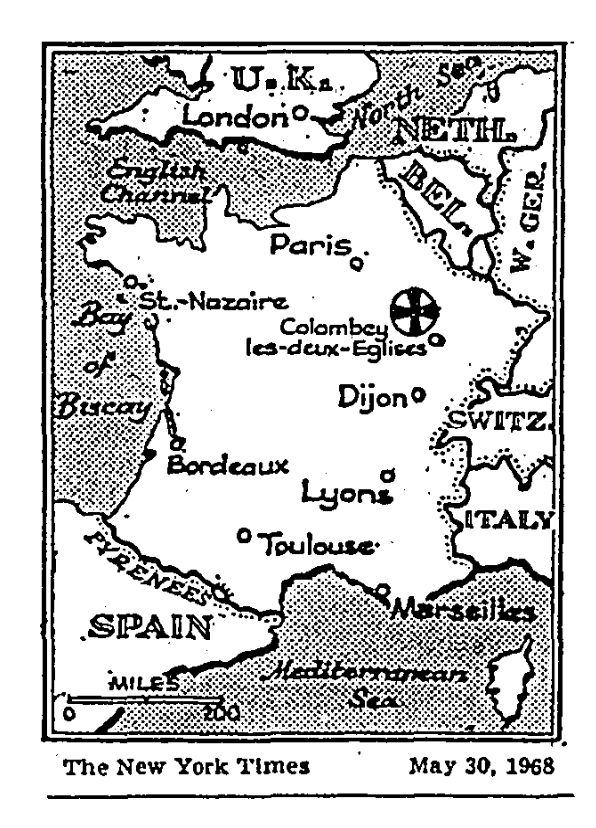 U.K.
London
North Sea
NETH.
English
Channel
BEL.
W. GER.
Paris
St.-Nazaire
Bay
of
Biscay
Colombey
les-deux-Eglises
Dijon
SWITZ.
Bordeaux
Lyons
ITALY
Toulouse
PYRENEES
Marseilles
SPAIN
Mediterranean
Sea
MILES
0 200
The New York Times May 30, 1968